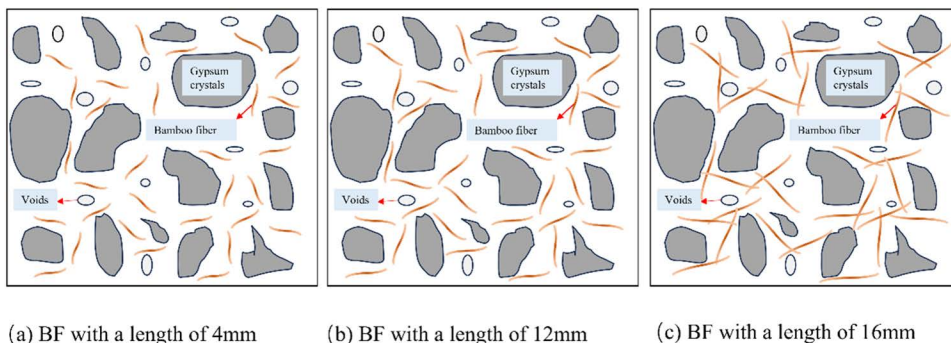 Gypsum
crystals
Bamboo fiber
Voids
Gypsum
crystals
Bamboo fiber
Voids
Gypsum
crystals
Bamboo fiber
Voids
(a) BF with a length of 4mm
(b) BF with a length of 12mm
(c) BF with a length of 16mm